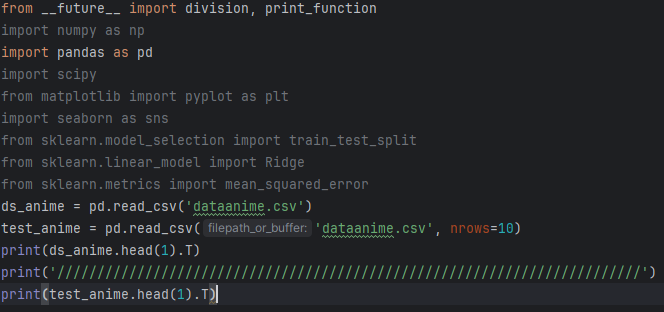 from __future__ import division, print_function
import numpy as np
import pandas as pd
import scipy
from matplotlib import pyplot as plt
import seaborn as sns
from sklearn.model_selection import train_test_split
from sklearn.linear_model import Ridge
from sklearn.metrics import mean_squared_error
ds_anime = pd.read_csv('dataanime.csv')
test_anime = pd.read_csv( filepath_or_buffer: 'dataanime.csv', nrows=10)
print(ds_anime.head(1).T)
print('/////////////////////////////////////////////////////////////////////////')
print(test_anime.head(1).T)